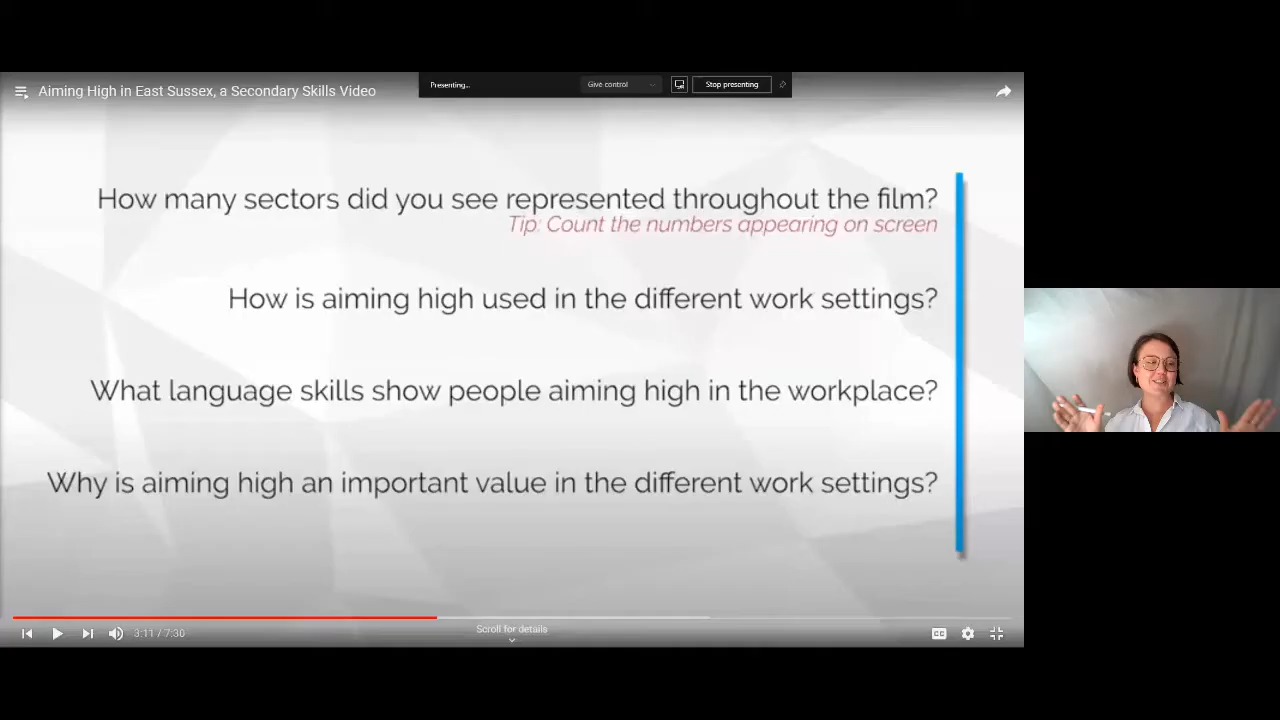 Aiming High in East Sussex, a Secondary Skills Video
Presenting...
Give control
Stop presenting
How many sectors did you see represented throughout the film?
Tip: Count the numbers appearing on screen
How is aiming high used in the different work settings?
What language skills show people aiming high in the workplace?
Why is aiming high an important value in the different work settings?
3:11 / 7:30
Scroll for details
CC